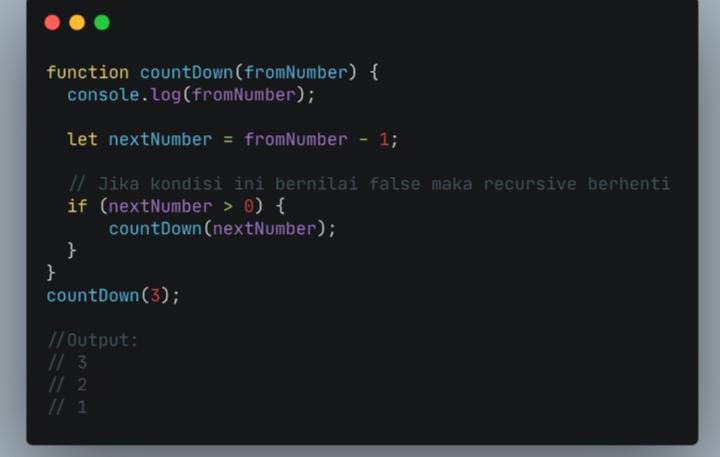 function countDown(fromNumber) {
  console.log(fromNumber);

  let nextNumber = fromNumber - 1;

  // Jika kondisi ini bernilai false maka recursive berhenti
  if (nextNumber > 0) {
      countDown(nextNumber);
  }
}
countDown(3);

//Output:
// 3
// 2
// 1